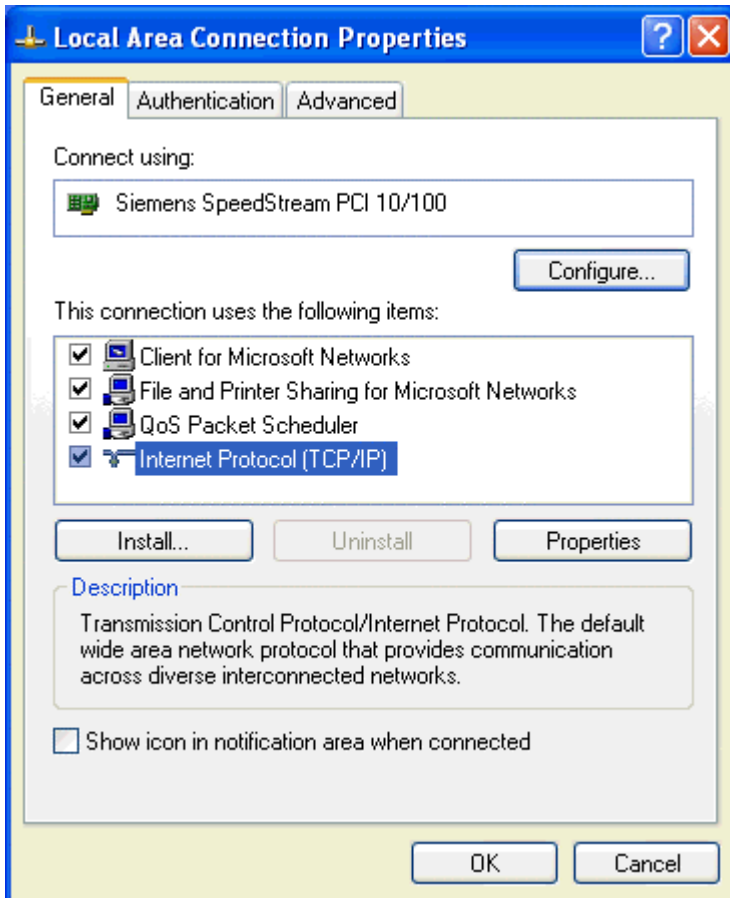 Local Area Connection Properties
?
General Authentication Advanced
Connect using:
Siemens SpeedStream PCI 10/100
Configure...
This connection uses the following items:
Client for Microsoft Networks
File and Printer Sharing for Microsoft Networks
QoS Packet Scheduler
Internet Protocol (TCP/IP)
Install... Uninstall Properties
Description
Transmission Control Protocol/Internet Protocol. The default
wide area network protocol that provides communication
across diverse interconnected networks.
Show icon in notification area when connected
OK Cancel